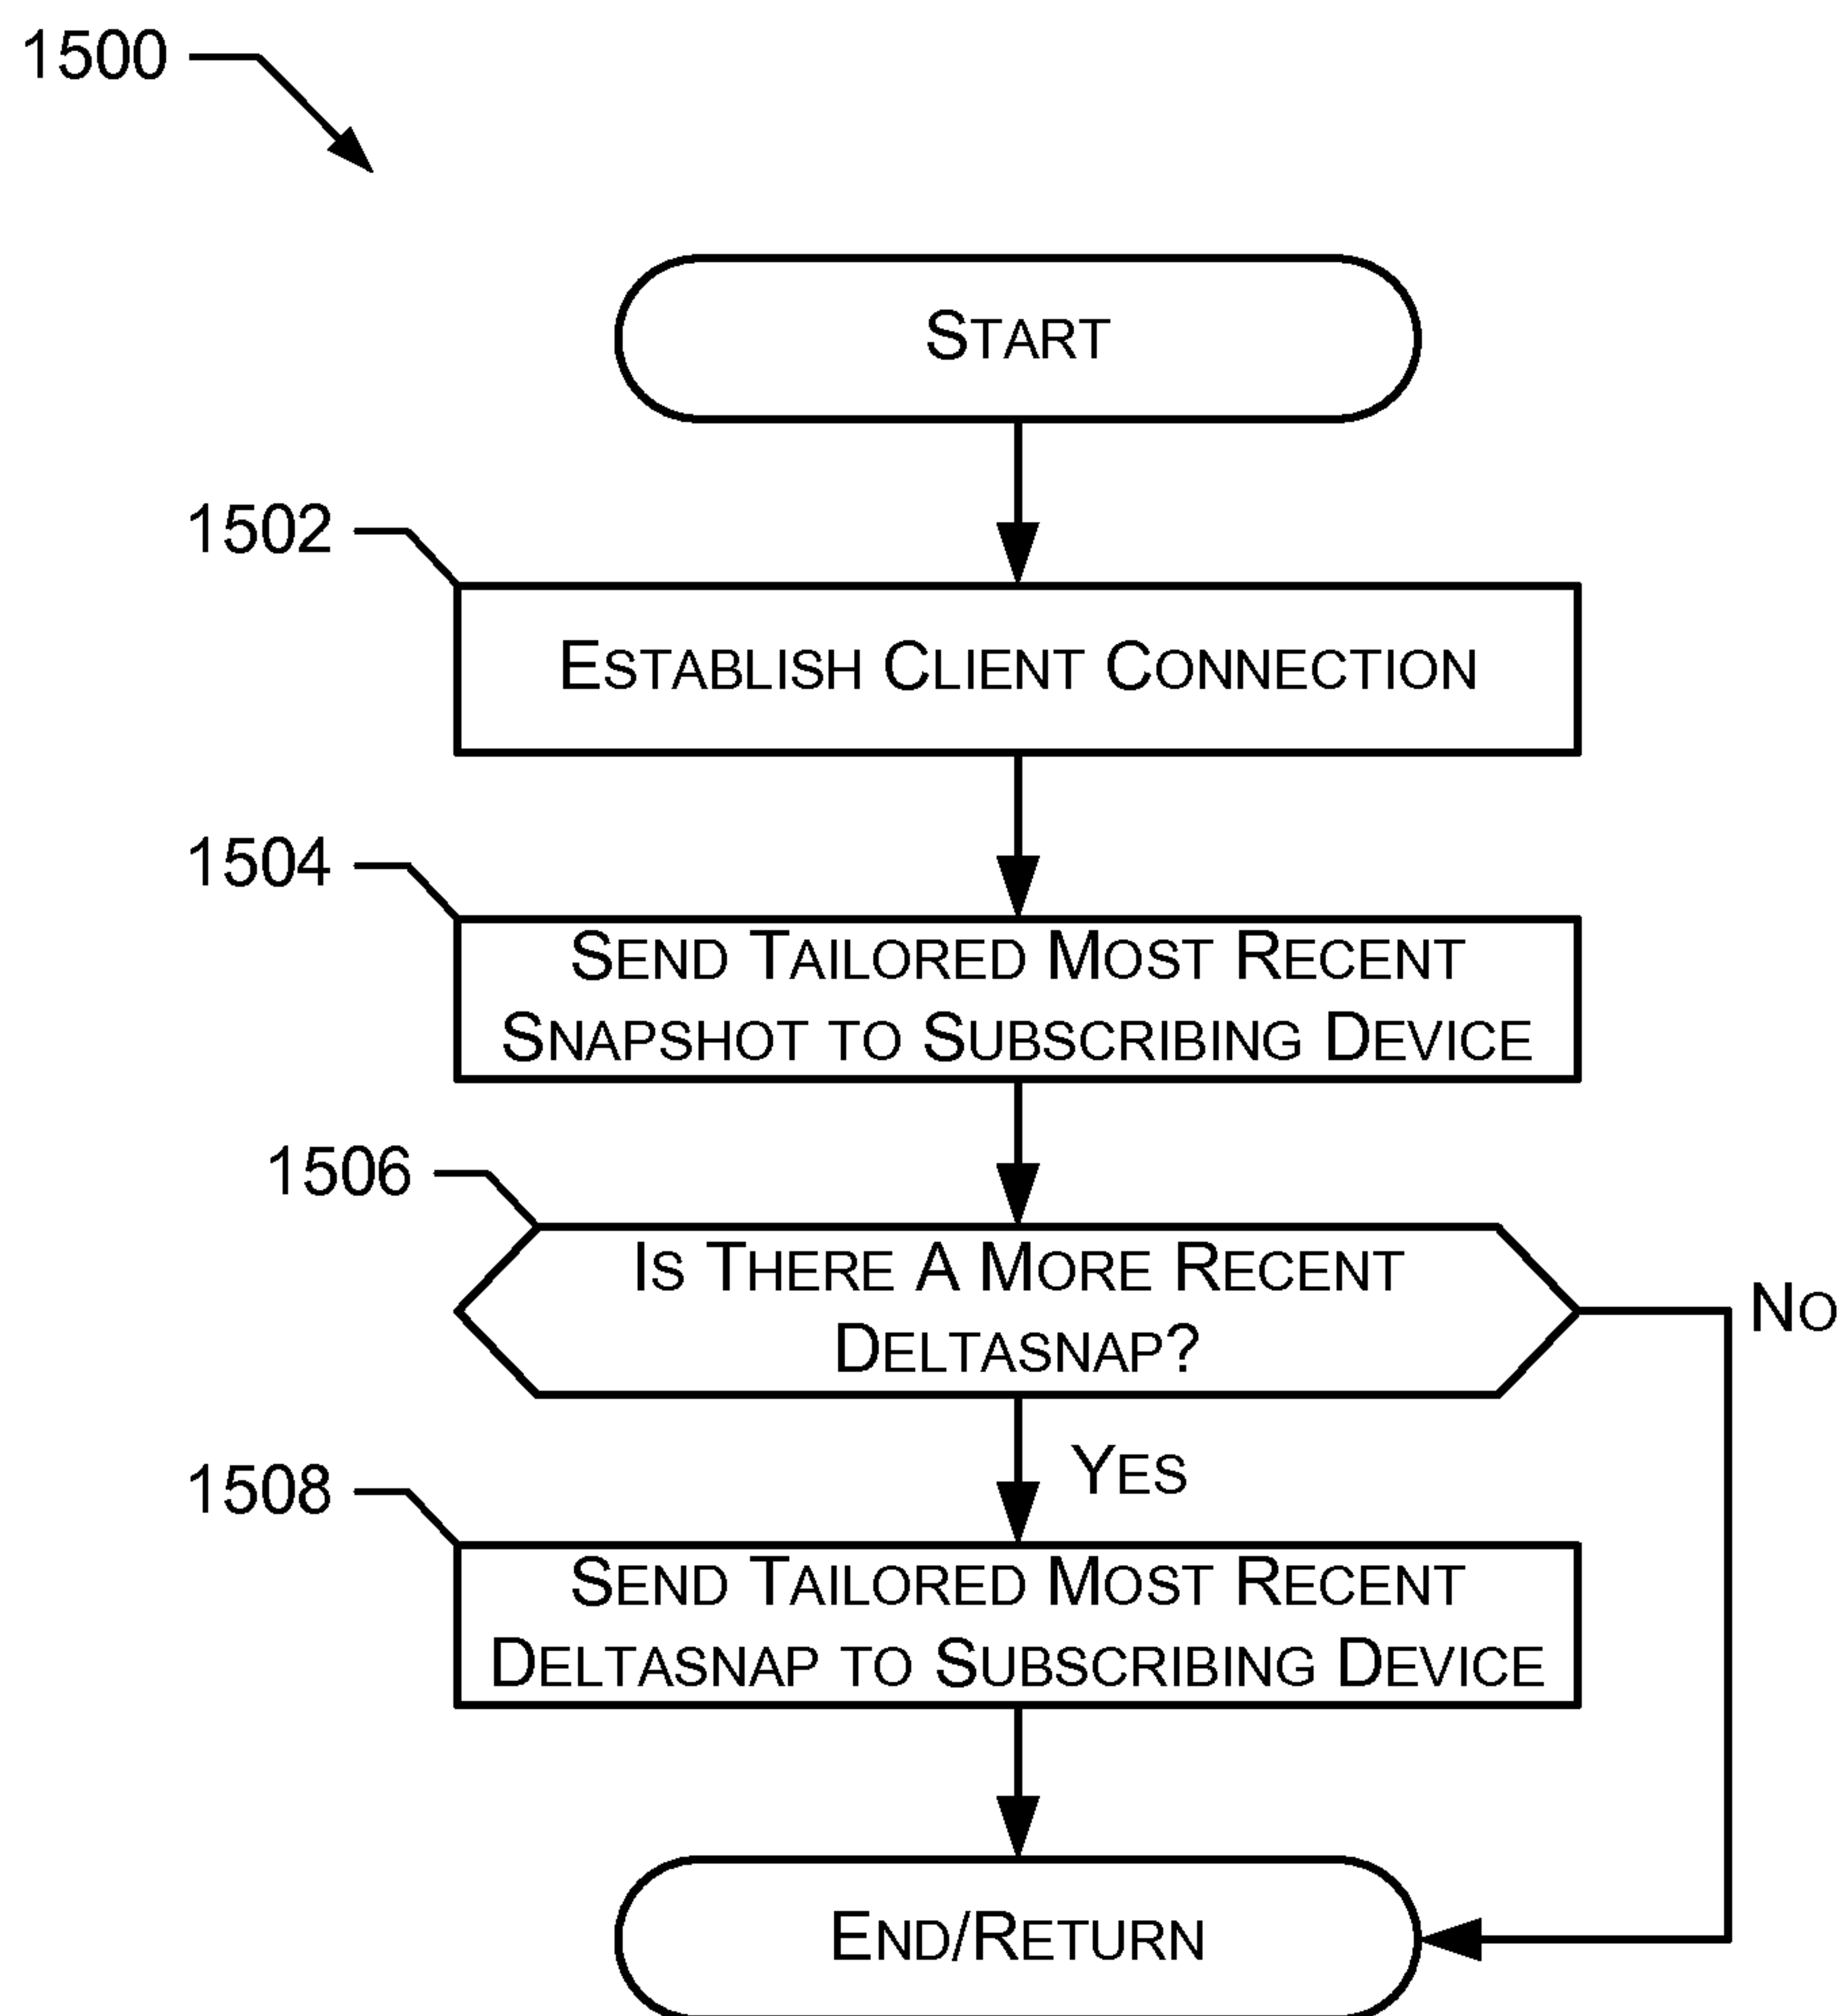 1500
START
1502
ESTABLISH CLIENT CONNECTION
1504
SEND TAILORED MOST RECENT
SNAPSHOT TO SUBSCRIBING DEVICE
1506
IS THERE A MORE RECENT
DELTASNAP?
NO
YES
1508
SEND TAILORED MOST RECENT
DELTASNAP TO SUBSCRIBING DEVICE
END/RETURN